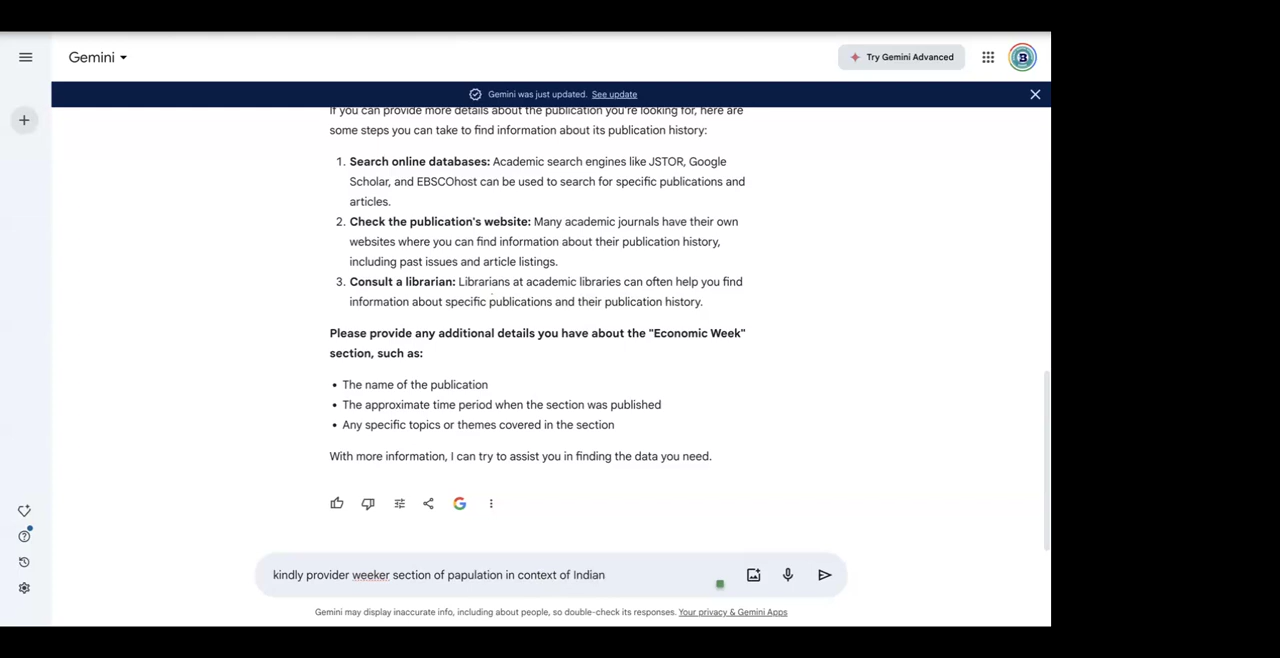 Gemini
Try Gemini Advanced
B
Gemini was just updated. See update
If you can provide more details about the publication you're looking for, here are
some steps you can take to find information about its publication history:
1. Search online databases: Academic search engines like JSTOR, Google
Scholar, and EBSCOhost can be used to search for specific publications and
articles.
2. Check the publication's website: Many academic journals have their own
websites where you can find information about their publication history,
including past issues and article listings.
3. Consult a librarian: Librarians at academic libraries can often help you find
information about specific publications and their publication history.
Please provide any additional details you have about the "Economic Week"
section, such as:
• The name of the publication
• The approximate time period when the section was published
• Any specific topics or themes covered in the section
With more information, I can try to assist you in finding the data you need.
kindly provider weeker section of papulation in context of Indian
Gemini may display inaccurate info, including about people, so double-check its responses. Your privacy & Gemini Apps